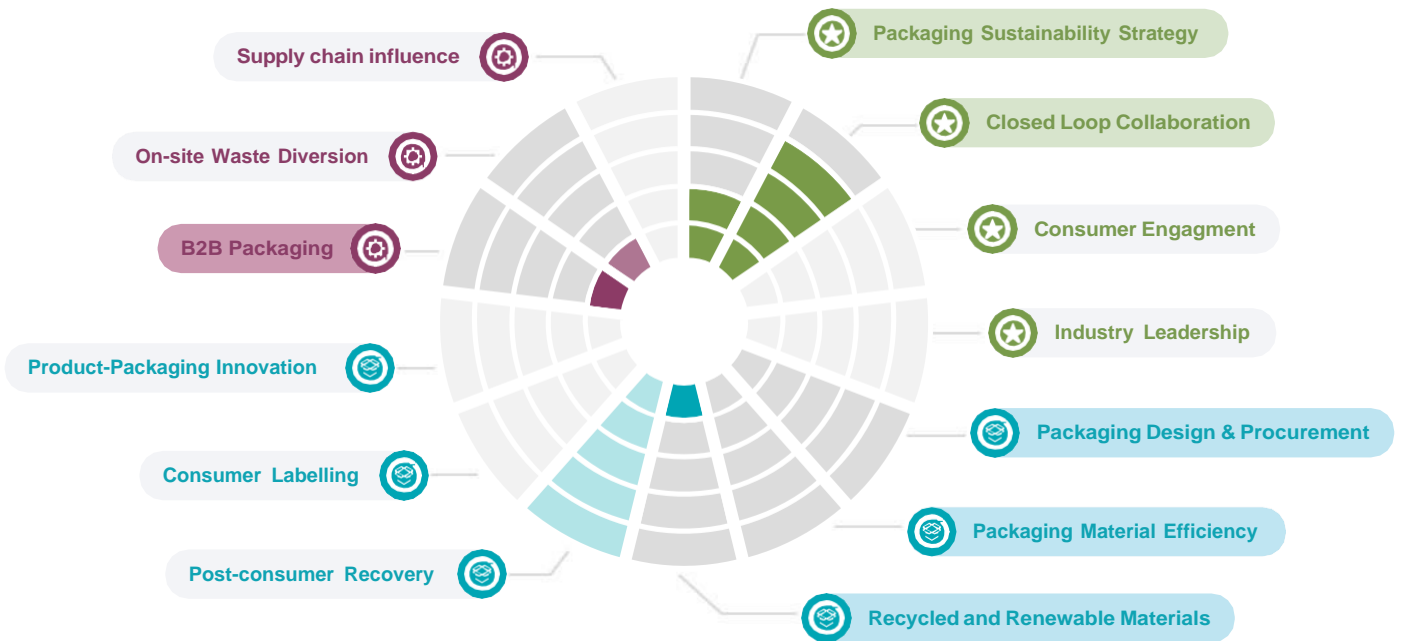 Supply chain influence
On-site Waste Diversion
B2B Packaging
Product-Packaging Innovation
Consumer Labelling
Post-consumer Recovery
Packaging Sustainability Strategy
Closed Loop Collaboration
Consumer Engagment
Industry Leadership
Packaging Design & Procurement
Packaging Material Efficiency
Recycled and Renewable Materials